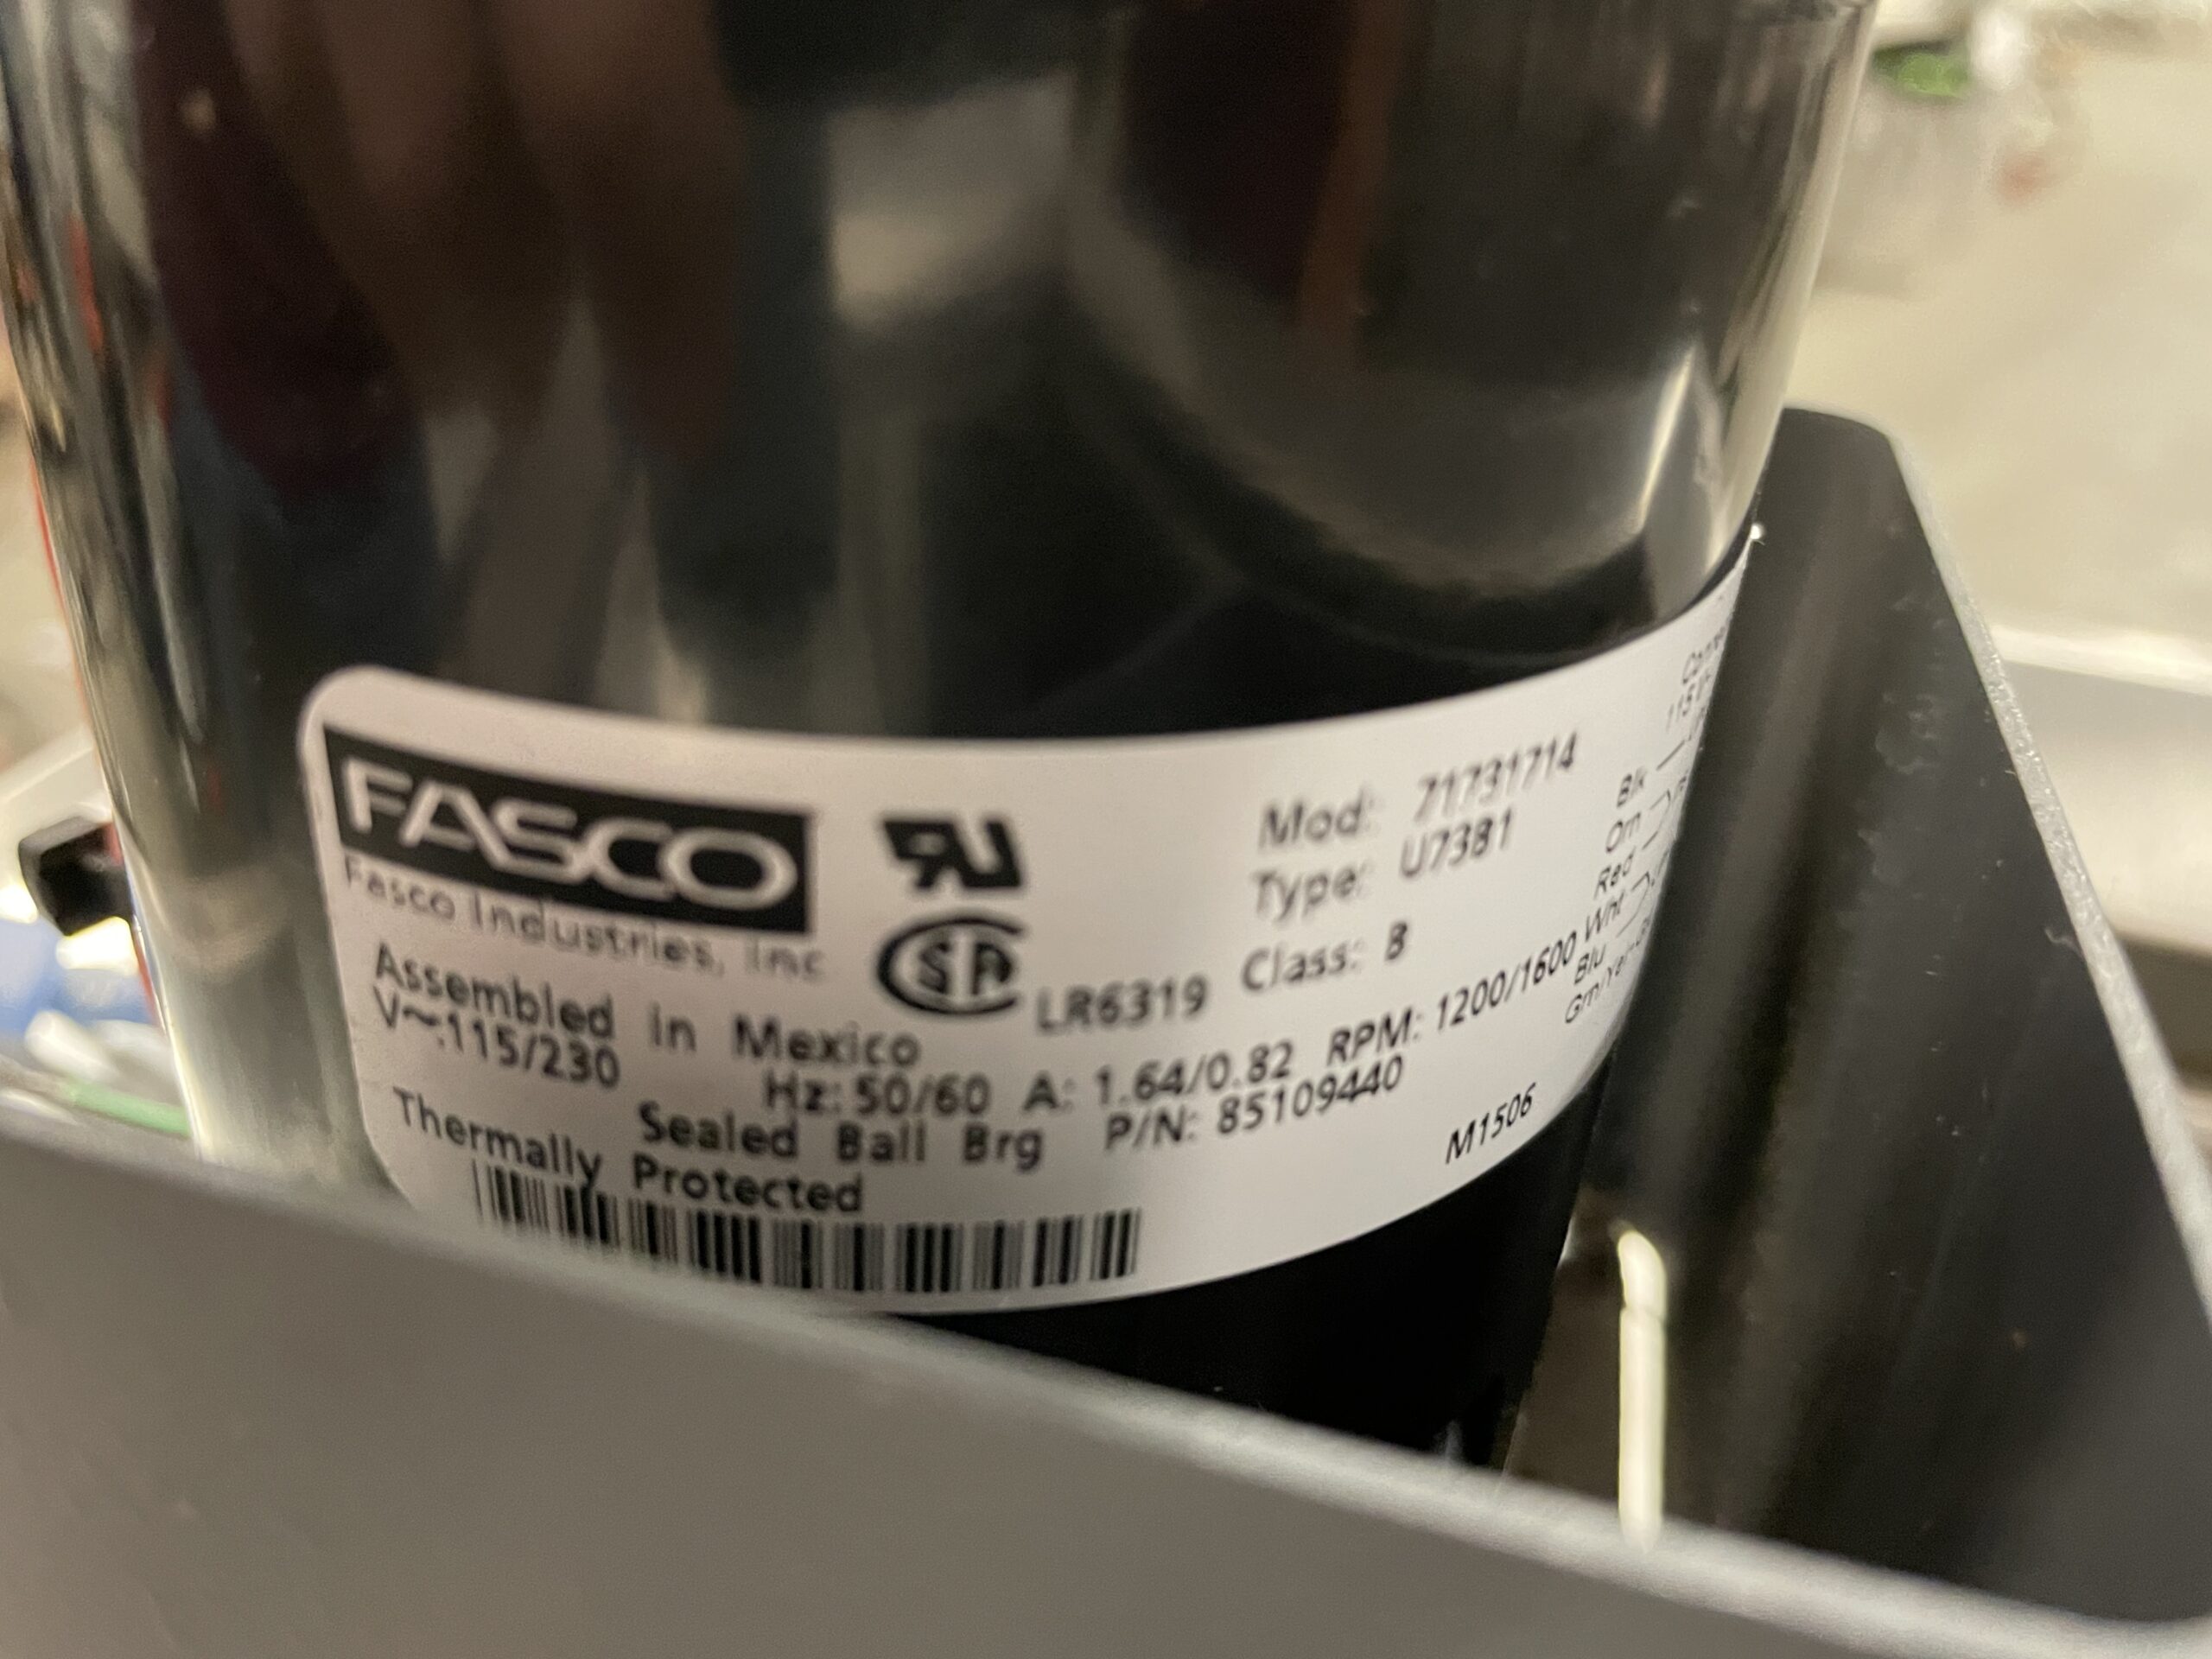 FASCO
Fasco Industries, Inc
Assembled in Mexico
LR6319
Mod: 71731714
Type: U7381
Class: B
V~:115/230 Hz: 50/60 A: 1.64/0.82 RPM: 1200/1600
Sealed Ball Brg P/N: 85109440
Thermally Protected
M1506
Blk
Orn
Red
Wht
Blu